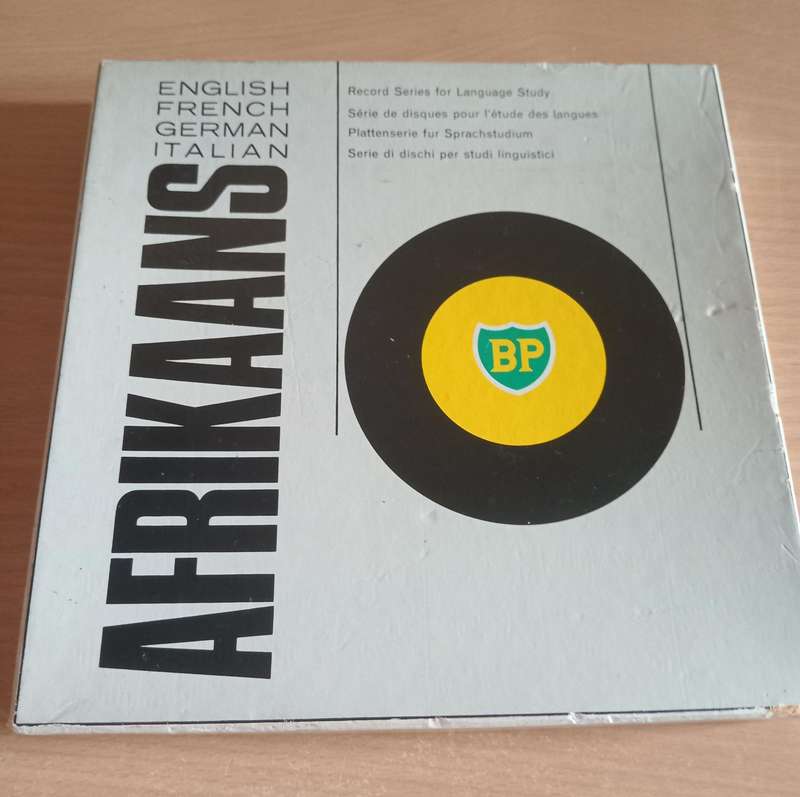 ENGLISH
FRENCH
GERMAN
ITALIAN
AFRIKAANS
Record Series for Language Study
Série de disques pour l'étude des langues
Plattenserie fur Sprachstudium
Serie di dischi per studi linguistici
BP